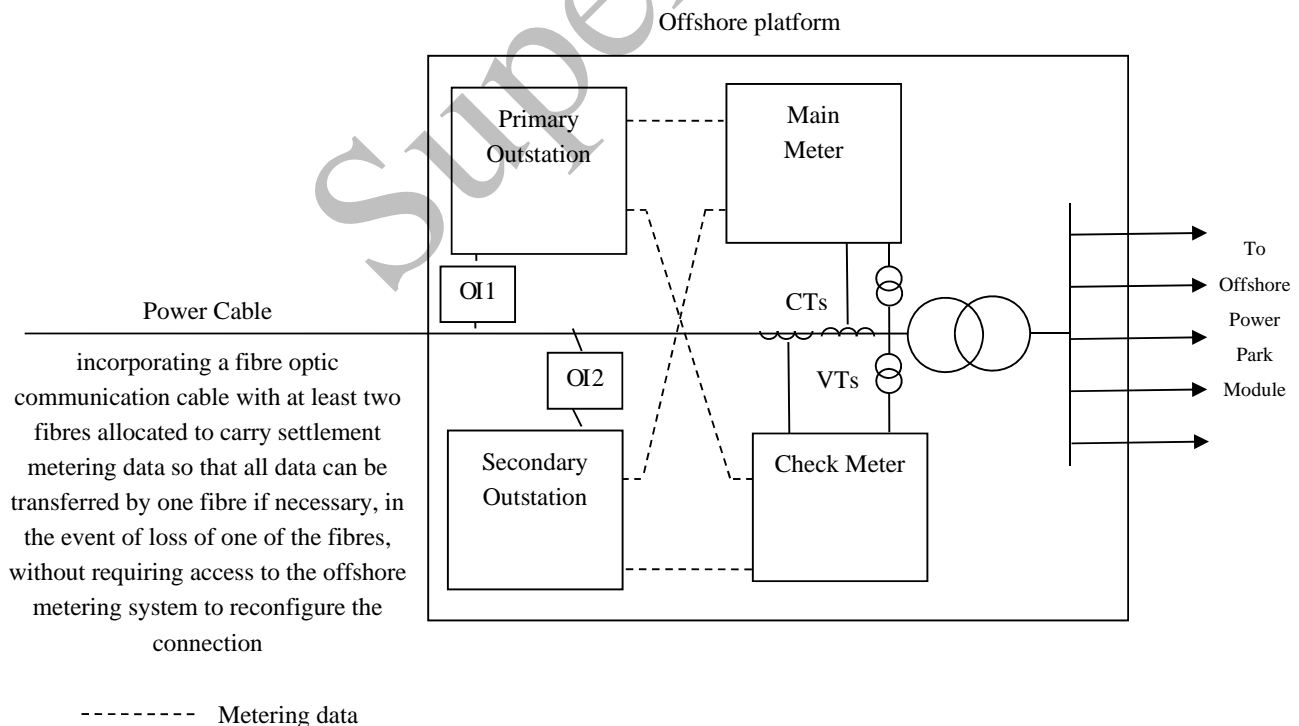 Offshore platform
Primary
Outstation
Main
Meter
OI1
Power Cable
CTs
To
Offshore
Power
Park
Module
incorporating a fibre optic
communication cable with at least two
fibres allocated to carry settlement
metering data so that all data can be
transferred by one fibre if necessary, in
the event of loss of one of the fibres,
without requiring access to the offshore
metering system to reconfigure the
connection
OI2
VTs
Secondary
Outstation
Check Meter
Metering data
Supe